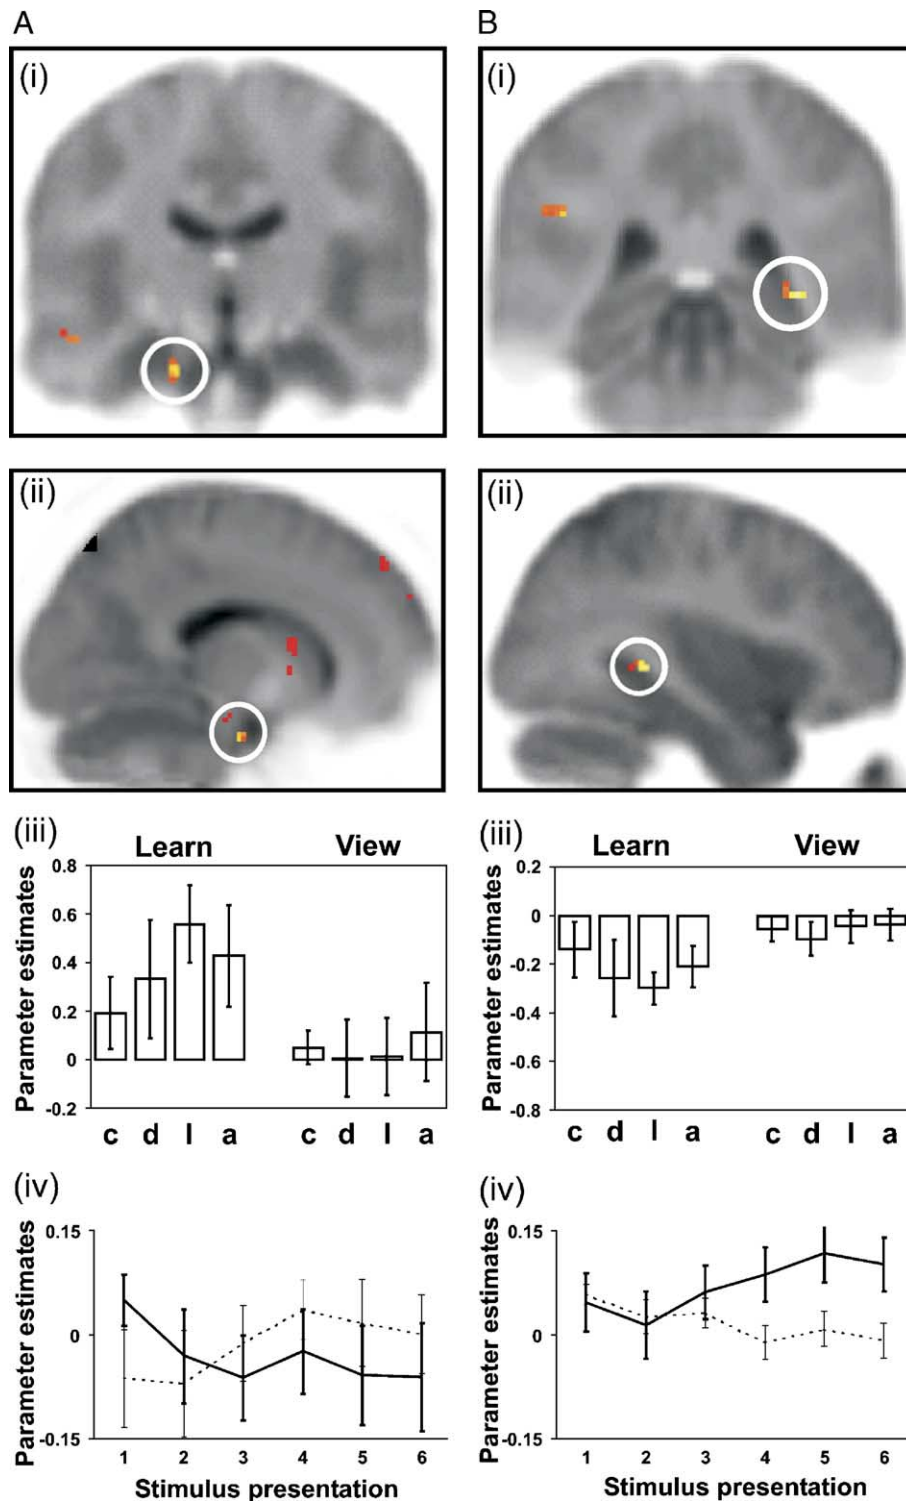 A
B
(i)
(i)
(ii)
(ii)
(iii)
Learn
View
Parameter estimates
0.8
0.6
0.4
0.2
0
-0.2
c d l a c d l a
(iii)
Learn
View
Parameter estimates
0.2
0
-0.2
-0.4
-0.6
-0.8
c d l a c d l a
(iv)
Parameter estimates
0.15
0
-0.15
1 2 3 4 5 6
Stimulus presentation
(iv)
Parameter estimates
0.15
0
-0.15
1 2 3 4 5 6
Stimulus presentation